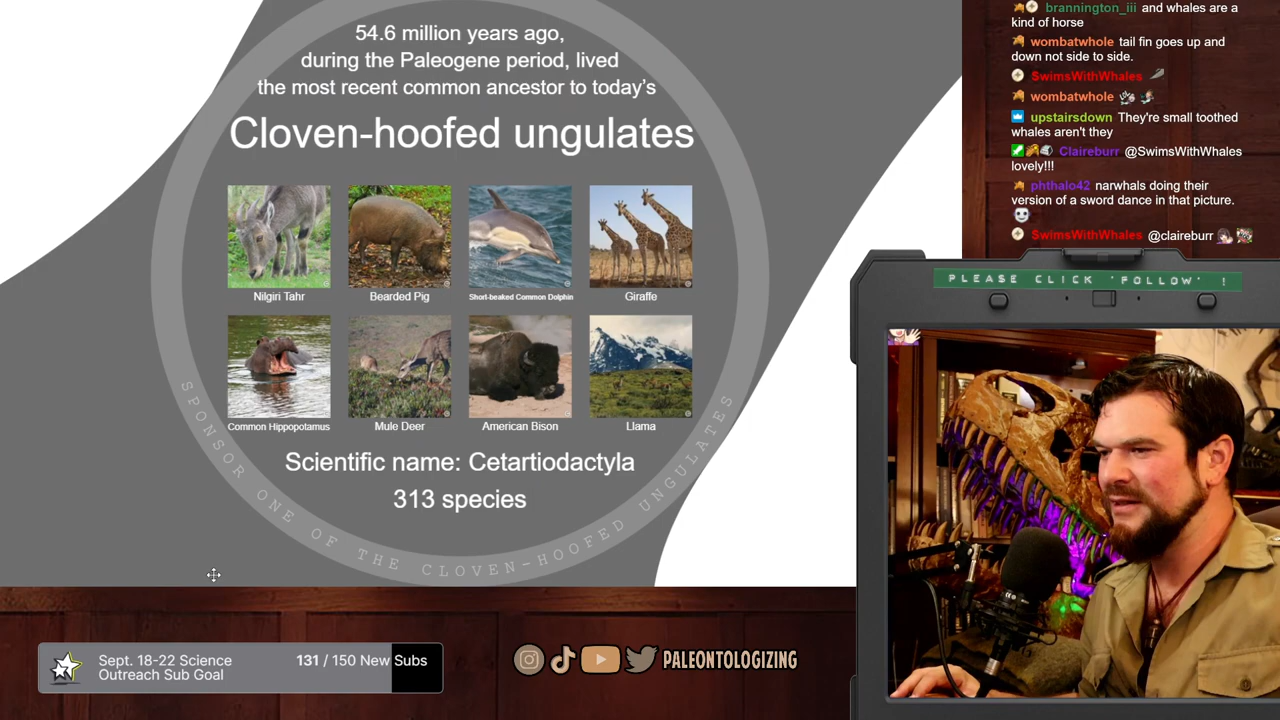 54.6 million years ago,
during the Paleogene period, lived
the most recent common ancestor to today's
Cloven-hoofed ungulates
Nilgiri Tahr
Bearded Pig
Short-beaked Common Dolphin
Giraffe
Common Hippopotamus
Mule Deer
American Bison
Llama
Scientific name: Cetartiodactyla
313 species
SPONSOR ONE OF THE CLOVEN-HOOFED UNGULATES
brannington_iii and whales are a
kind of horse
wombatwhole tail fin goes up and
down not side to side.
SwimsWithWhales
wombatwhole
upstairsdown They're small toothed
whales aren't they
Claireburr @SwimsWithWhales
lovely!!!
phthalo42 narwhals doing their
version of a sword dance in that picture.
SwimsWithWhales @claireburr
PLEASE CLICK 'FOLLOW' !
Sept. 18-22 Science
Outreach Sub Goal
131 / 150 New Subs
PALEONTOLOGIZING